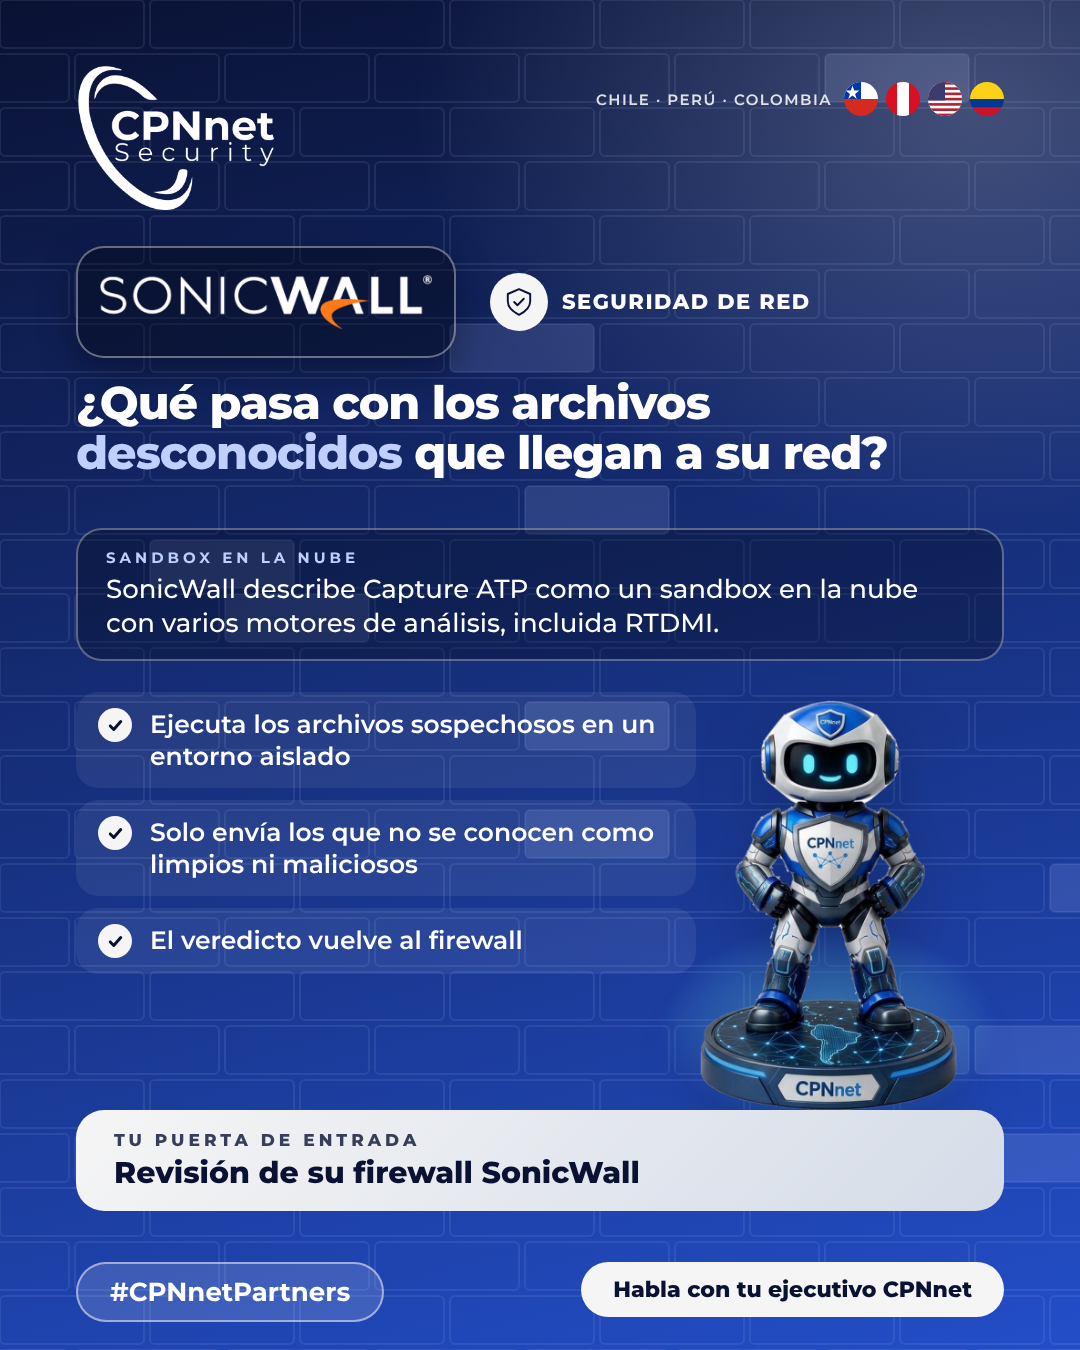 CPNnet
Security
CHILE · PERÚ · COLOMBIA
SONICWALL®
SEGURIDAD DE RED
¿Qué pasa con los archivos
desconocidos que llegan a su red?
SANDBOX EN LA NUBE
SonicWall describe Capture ATP como un sandbox en la nube
con varios motores de análisis, incluida RTDMI.
Ejecuta los archivos sospechosos en un
entorno aislado
Solo envía los que no se conocen como
limpios ni maliciosos
El veredicto vuelve al firewall
CPNnet
CPNnet
CPNnet
TU PUERTA DE ENTRADA
Revisión de su firewall SonicWall
#CPNnetPartners
Habla con tu ejecutivo CPNnet